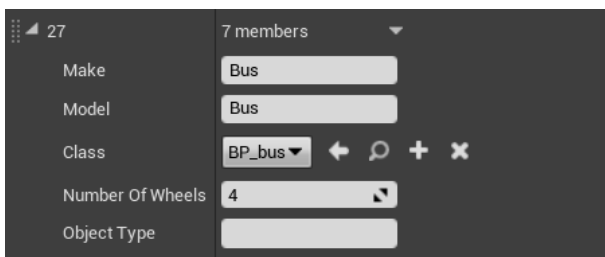 27 7 members
Make Bus
Model Bus
Class BP_bus
Number Of Wheels 4
Object Type